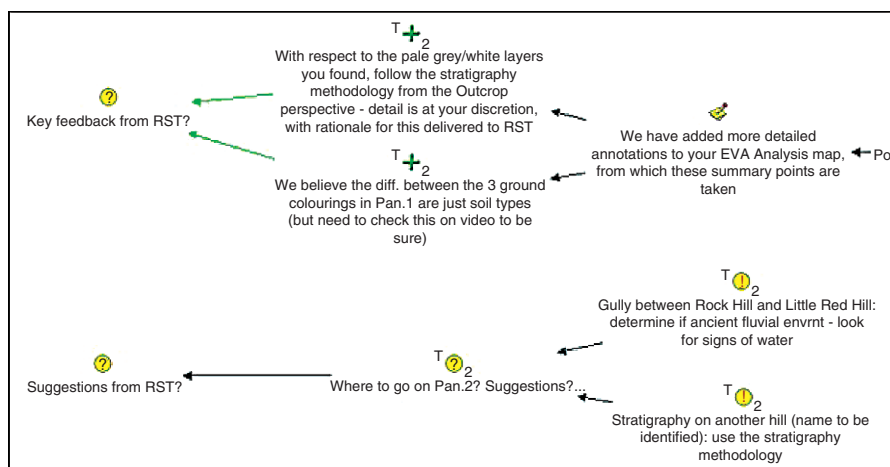 T 2
With respect to the pale grey/white layers
you found, follow the stratigraphy
methodology from the Outcrop
perspective - detail is at your discretion,
with rationale for this delivered to RST
?
Key feedback from RST?
We have added more detailed
annotations to your EVA Analysis map,
from which these summary points are
taken
Po
T 2
We believe the diff. between the 3 ground
colourings in Pan.1 are just soil types
(but need to check this on video to be
sure)
T ! 2
Gully between Rock Hill and Little Red Hill:
determine if ancient fluvial envrnt - look
for signs of water
?
Suggestions from RST?
T ? 2
Where to go on Pan.2? Suggestions?...
T ! 2
Stratigraphy on another hill (name to be
identified): use the stratigraphy
methodology